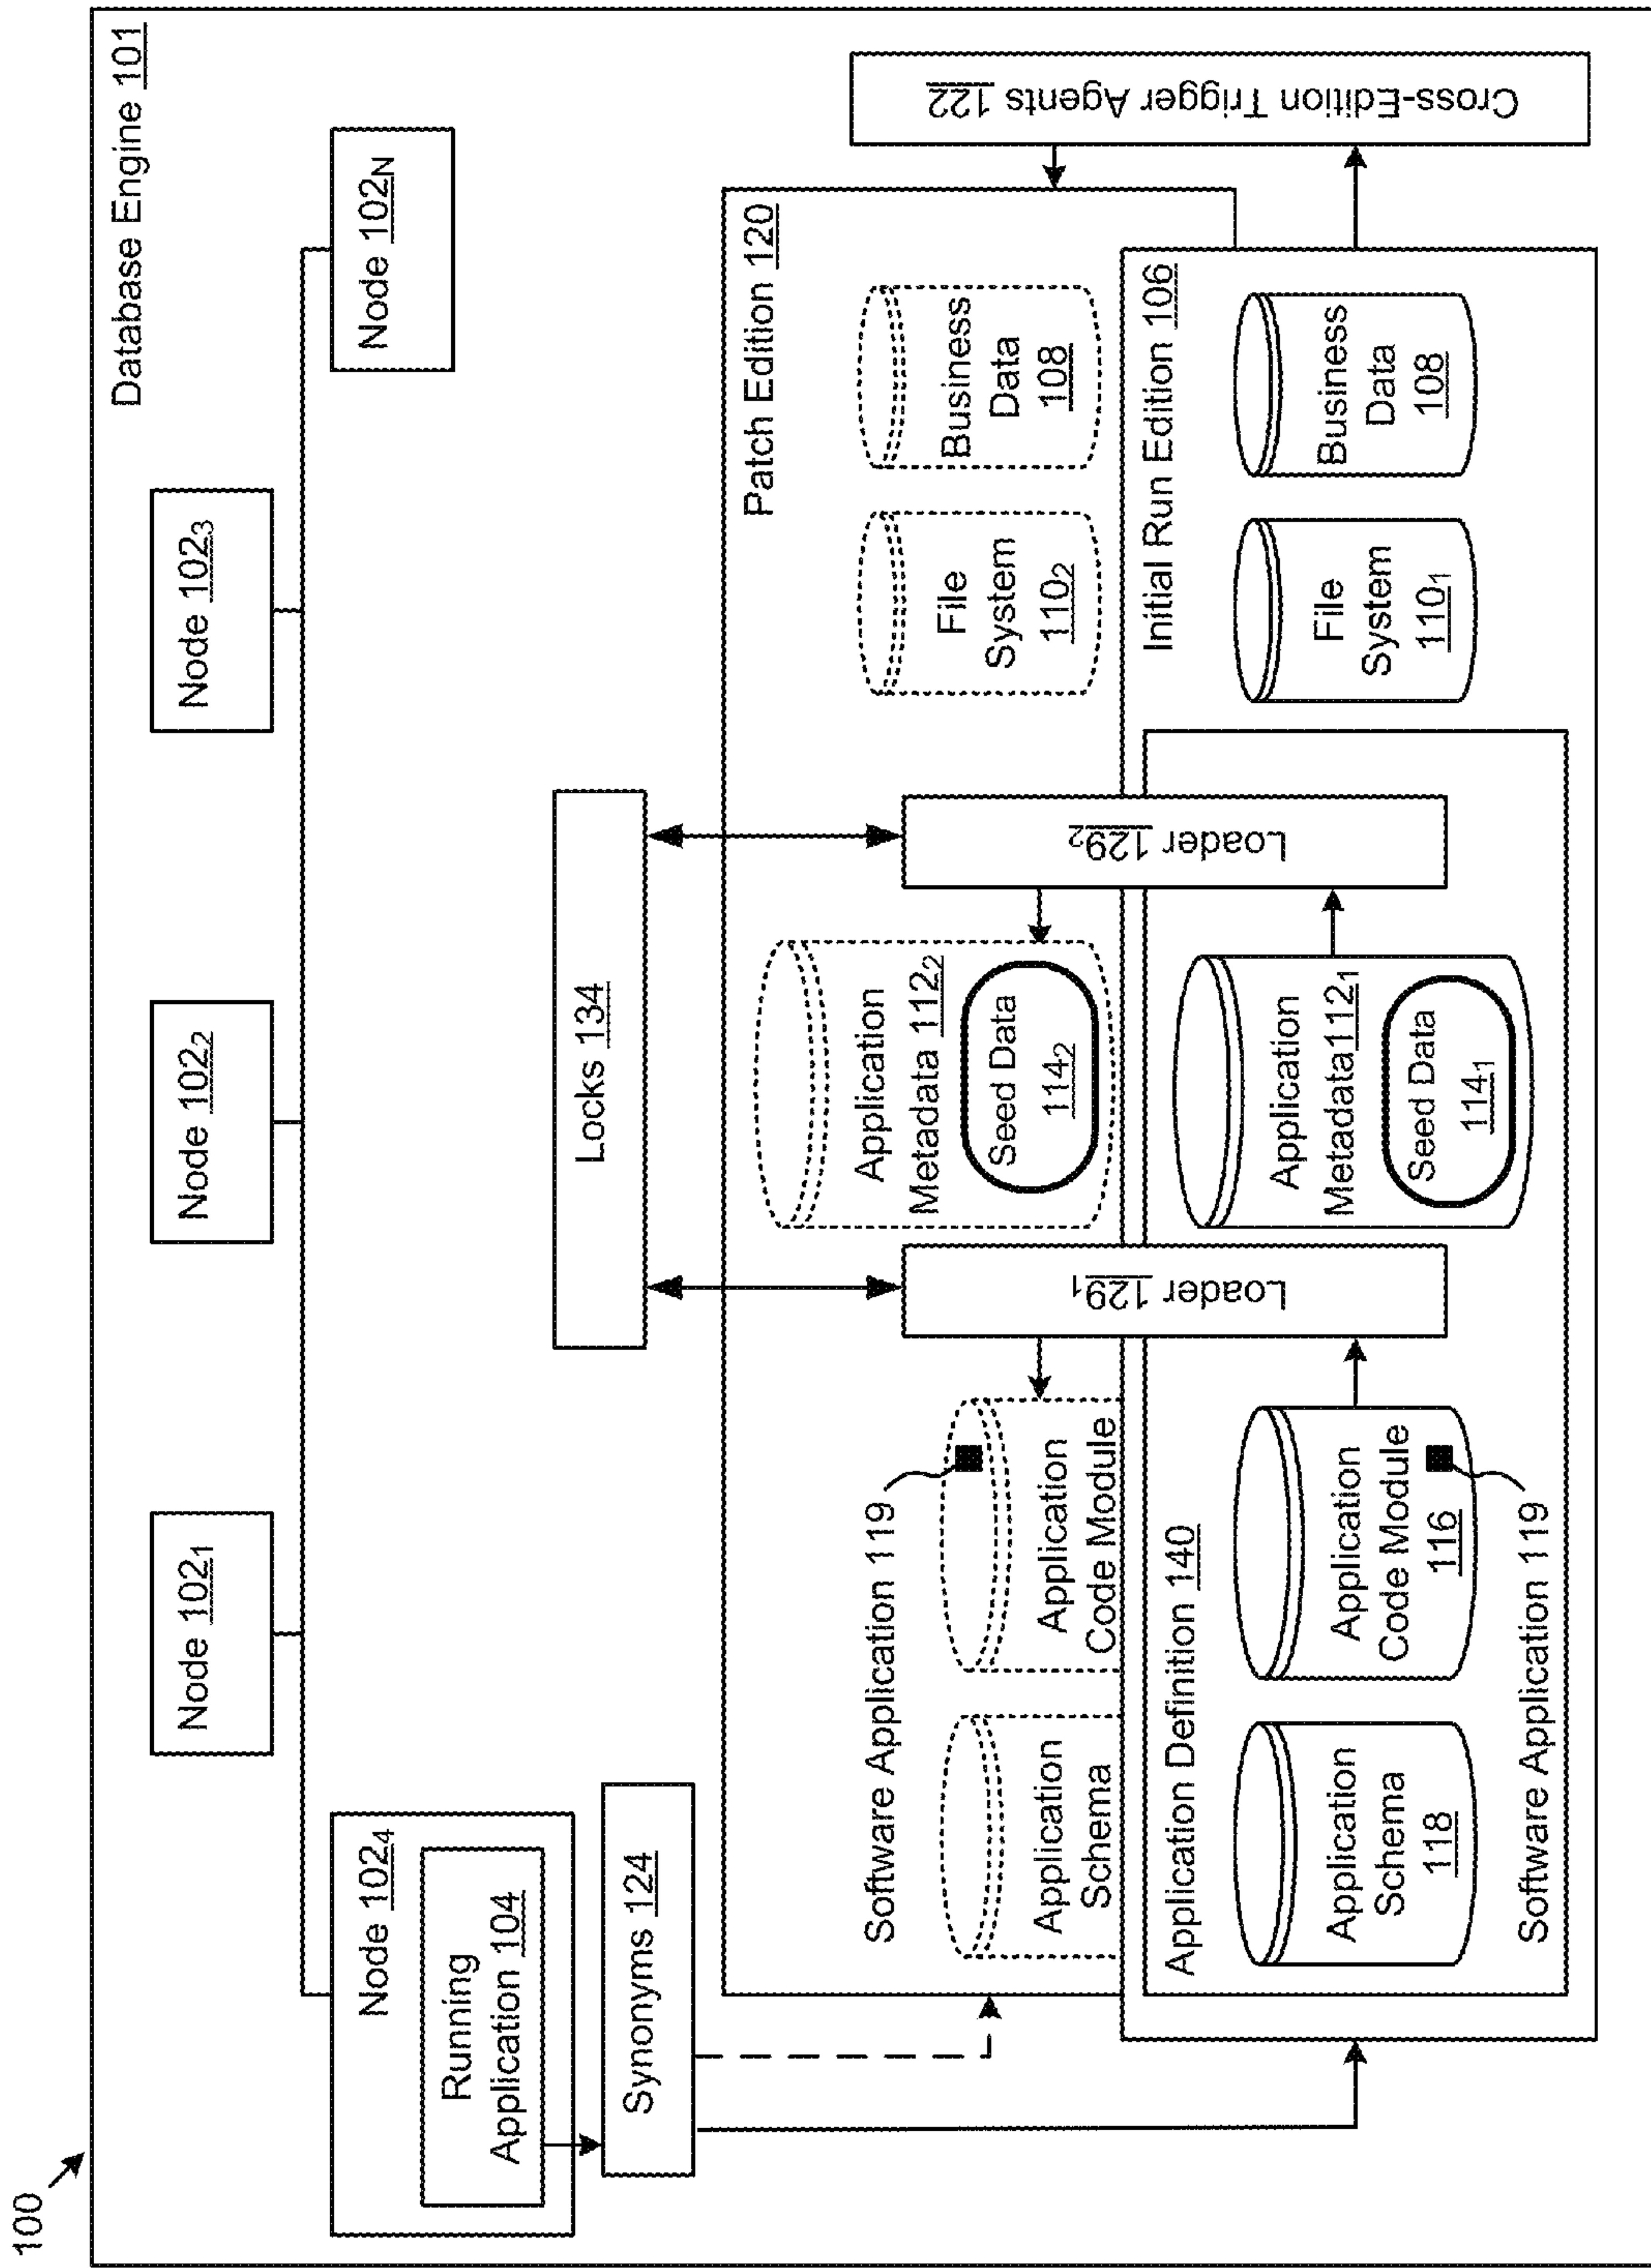 100
Database Engine 101
Node 102₁
Node 102₂
Node 102₃
Node 102₄
Running
Application 104
Node 102N
Synonyms 124
Locks 134
Patch Edition 120
Software Application 119
Application
Schema
Application
Code Module
Loader 129₁
Application
Metadata 112₂
Seed Data
114₂
Loader 129₂
File
System
110₂
Business
Data
108
Cross-Edition Trigger Agents 122
Initial Run Edition 106
Application Definition 140
Application
Schema
118
Application
Code Module
116
Software Application 119
Application
Metadata112₁
Seed Data
114₁
File
System
110₁
Business
Data
108